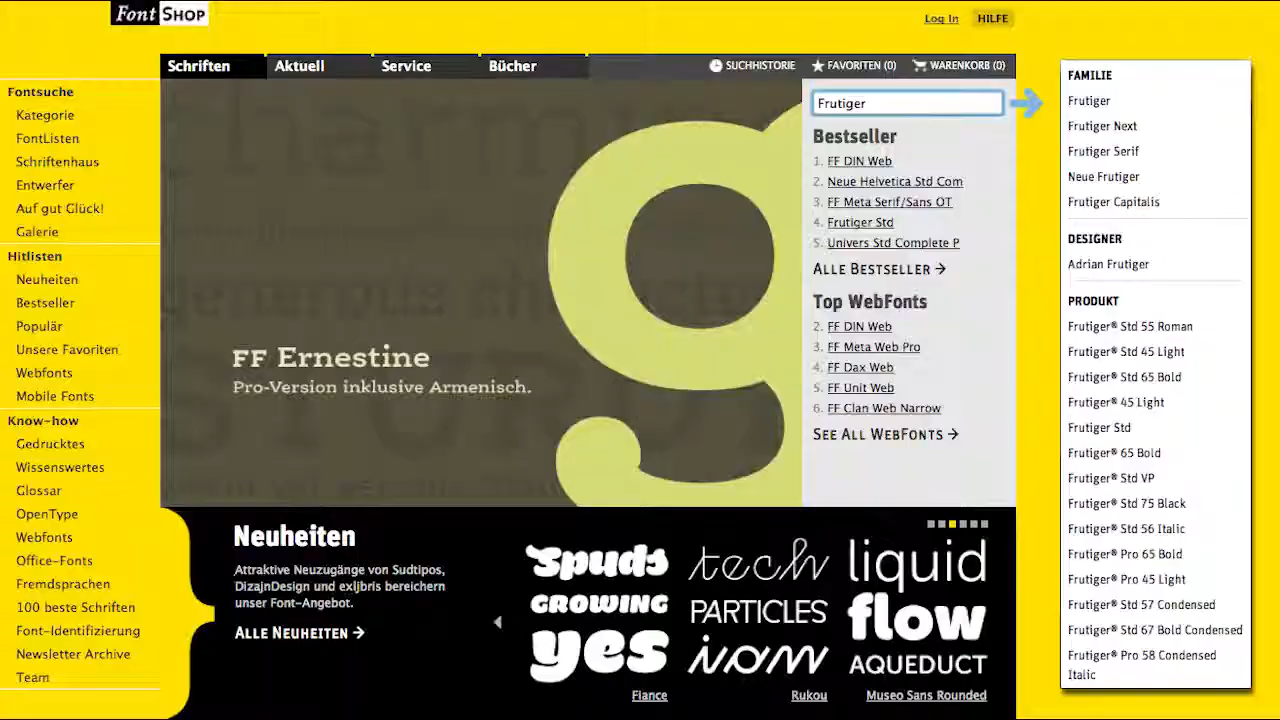 Font SHOP
Log In
HILFE
Schriften
Aktuell
Service
Bücher
SUCHHISTORIE
FAVORITEN (0)
WARENKORB (0)
Fontsuche
Kategorie
FontListen
Schriftenhaus
Entwerfer
Auf gut Glück!
Galerie
Hitlisten
Neuheiten
Bestseller
Populär
Unsere Favoriten
Webfonts
Mobile Fonts
Know-how
Gedrucktes
Wissenswertes
Glossar
OpenType
Webfonts
Office-Fonts
Fremdsprachen
100 beste Schriften
Font-Identifizierung
Newsletter Archive
Team
g
FF Ernestine
Pro-Version inklusive Armenisch.
Frutiger
Bestseller
1. FF DIN Web
2. Neue Helvetica Std Com
3. FF Meta Serif/Sans OT
4. Frutiger Std
5. Univers Std Complete P
ALLE BESTSELLER →
Top WebFonts
2. FF DIN Web
3. FF Meta Web Pro
4. FF Dax Web
5. FF Unit Web
6. FF Clan Web Narrow
SEE ALL WEBFONTS →
Neuheiten
Attraktive Neuzugänge von Sudtipos,
DizajnDesign und exljbris bereichern
unser Font-Angebot.
ALLE NEUHEITEN →
Spuds
GROWING
yes
Fiance
tech
PARTICLES
Rukou
liquid
flow
AQUEDUCT
Museo Sans Rounded
FAMILIE
Frutiger
Frutiger Next
Frutiger Serif
Neue Frutiger
Frutiger Capitalis
DESIGNER
Adrian Frutiger
PRODUKT
Frutiger® Std 55 Roman
Frutiger® Std 45 Light
Frutiger® Std 65 Bold
Frutiger® 45 Light
Frutiger Std
Frutiger® 65 Bold
Frutiger® Std VP
Frutiger® Std 75 Black
Frutiger® Std 56 Italic
Frutiger® Pro 65 Bold
Frutiger® Pro 45 Light
Frutiger® Std 57 Condensed
Frutiger® Std 67 Bold Condensed
Frutiger® Pro 58 Condensed
Italic